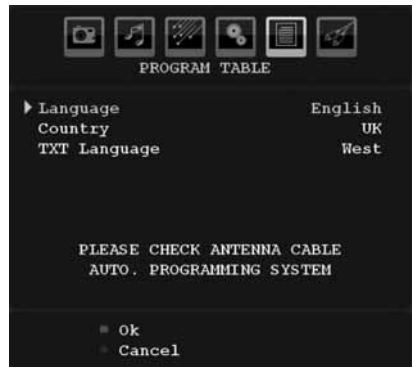 PROGRAM TABLE
Language English
Country UK
TXT Language West
PLEASE CHECK ANTENNA CABLE
AUTO. PROGRAMMING SYSTEM
Ok
Cancel